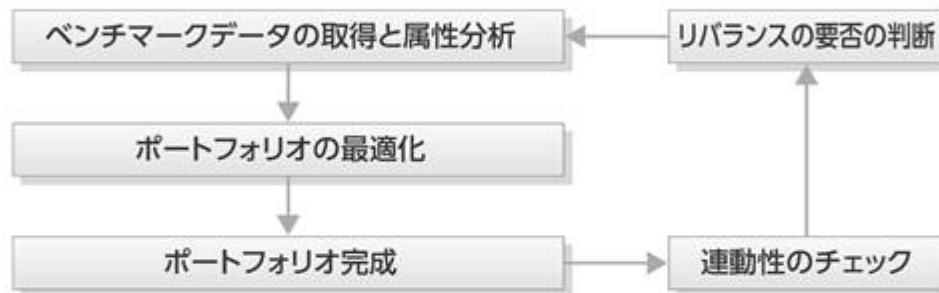 ベンチマークデータの取得と属性分析
リバランスの要否の判断
ポートフォリオの最適化
ポートフォリオ完成
連動性のチェック